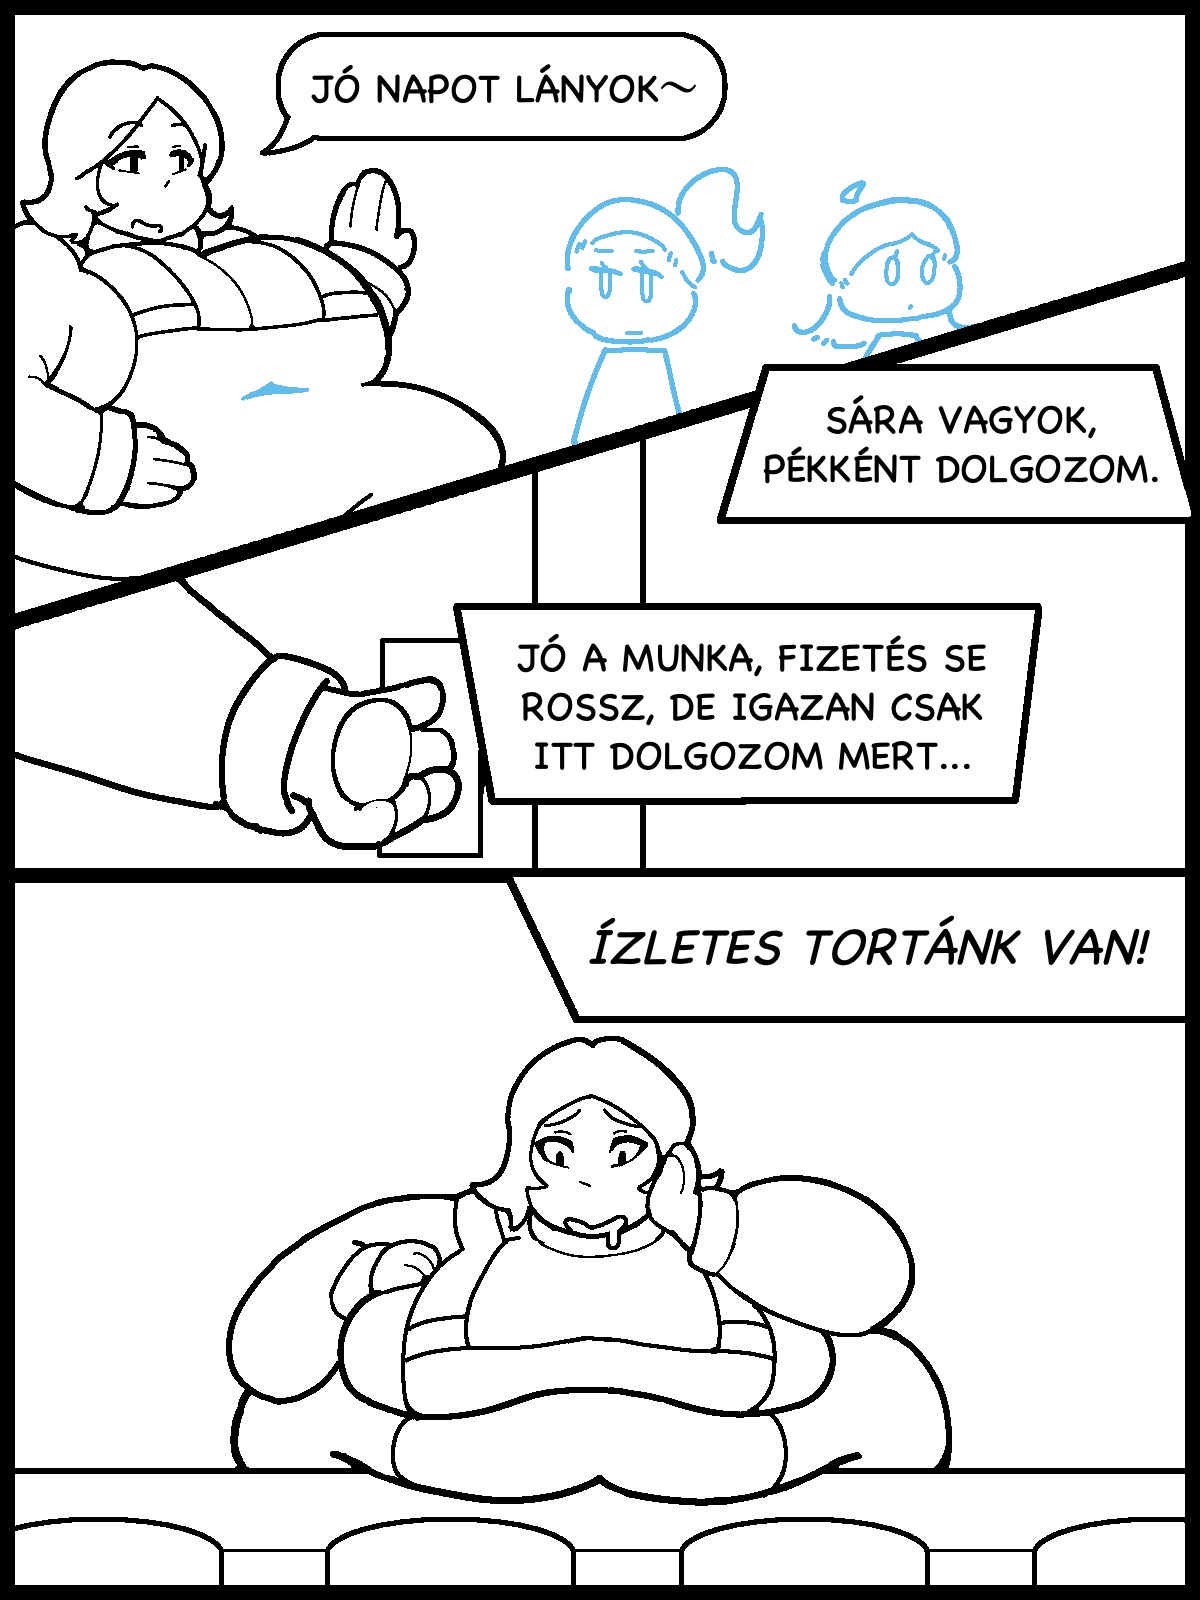 JÓ NAPOT LÁNYOK~
SÁRA VAGYOK,
PÉKKÉNT DOLGOZOM.
JÓ A MUNKA, FIZETÉS SE
ROSSZ, DE IGAZAN CSAK
ITT DOLGOZOM MERT...
ÍZLETES TORTÁNK VAN!